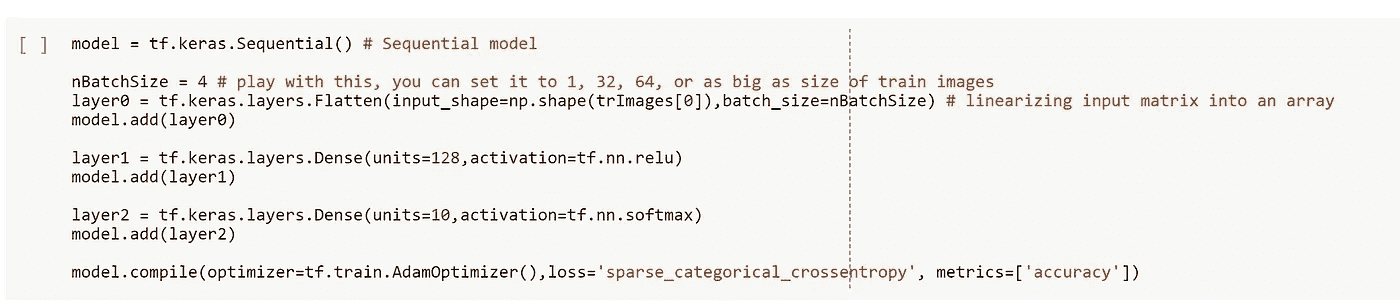 [ ] model = tf.keras.Sequential() # Sequential model
nBatchSize = 4 # play with this, you can set it to 1, 32, 64, or as big as size of train images
layer0 = tf.keras.layers.Flatten(input_shape=np.shape(trImages[0]),batch_size=nBatchSize) # linearizing input matrix into an array
model.add(layer0)
layer1 = tf.keras.layers.Dense(units=128,activation=tf.nn.relu)
model.add(layer1)
layer2 = tf.keras.layers.Dense(units=10,activation=tf.nn.softmax)
model.add(layer2)
model.compile(optimizer=tf.train.AdamOptimizer(),loss='sparse_categorical_crossentropy', metrics=['accuracy'])